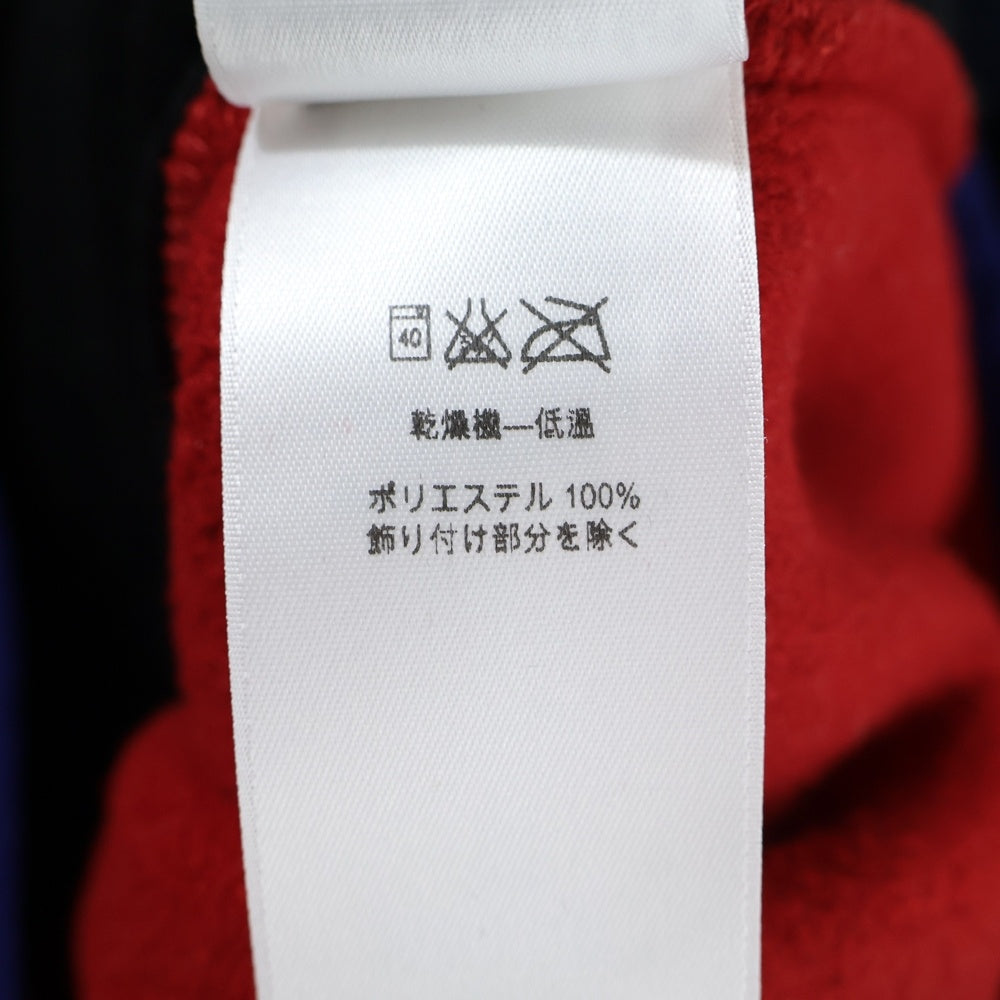 40
乾燥機—低温
ポリエステル 100%
飾り付け部分を除く